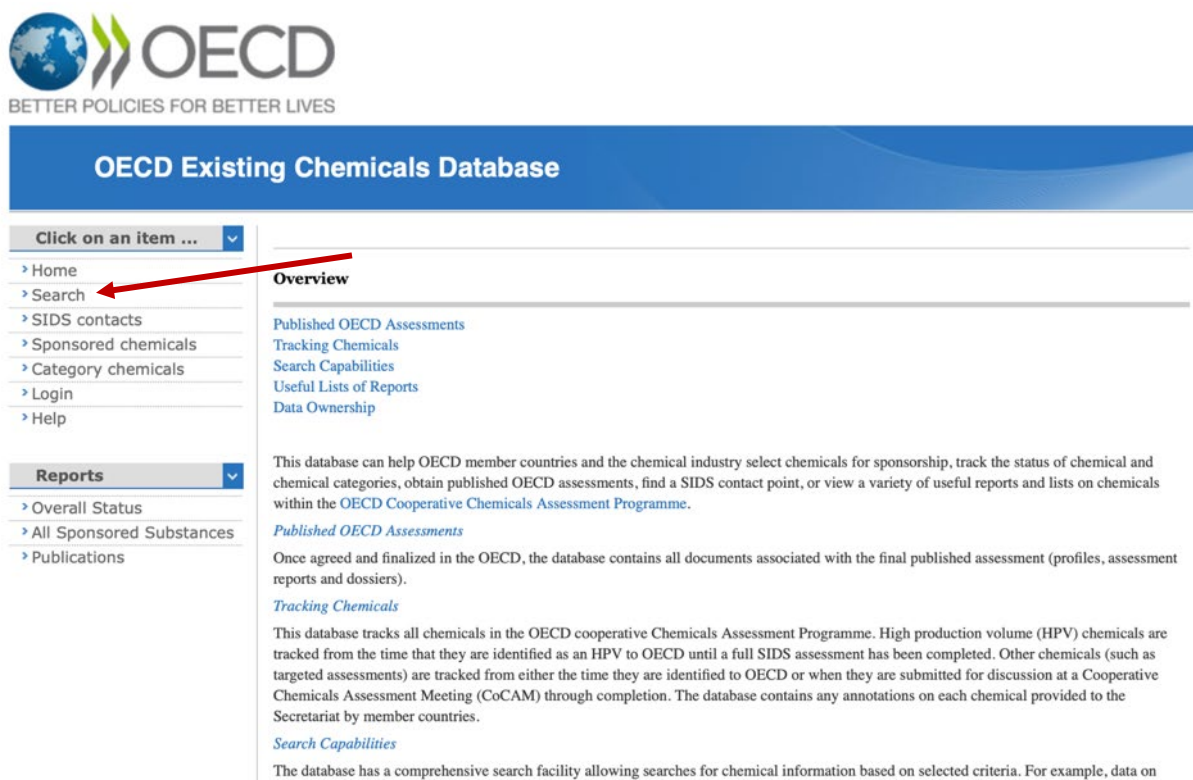 OECD
BETTER POLICIES FOR BETTER LIVES
OECD Existing Chemicals Database
Click on an item ...
Home
Search
SIDS contacts
Sponsored chemicals
Category chemicals
Login
Help
Reports
Overall Status
All Sponsored Substances
Publications
Overview
Published OECD Assessments
Tracking Chemicals
Search Capabilities
Useful Lists of Reports
Data Ownership
This database can help OECD member countries and the chemical industry select chemicals for sponsorship, track the status of chemical and
chemical categories, obtain published OECD assessments, find a SIDS contact point, or view a variety of useful reports and lists on chemicals
within the OECD Cooperative Chemicals Assessment Programme.
Published OECD Assessments
Once agreed and finalized in the OECD, the database contains all documents associated with the final published assessment (profiles, assessment
reports and dossiers).
Tracking Chemicals
This database tracks all chemicals in the OECD cooperative Chemicals Assessment Programme. High production volume (HPV) chemicals are
tracked from the time that they are identified as an HPV to OECD until a full SIDS assessment has been completed. Other chemicals (such as
targeted assessments) are tracked from either the time they are identified to OECD or when they are submitted for discussion at a Cooperative
Chemicals Assessment Meeting (CoCAM) through completion. The database contains any annotations on each chemical provided to the
Secretariat by member countries.
Search Capabilities
The database has a comprehensive search facility allowing searches for chemical information based on selected criteria. For example, data on